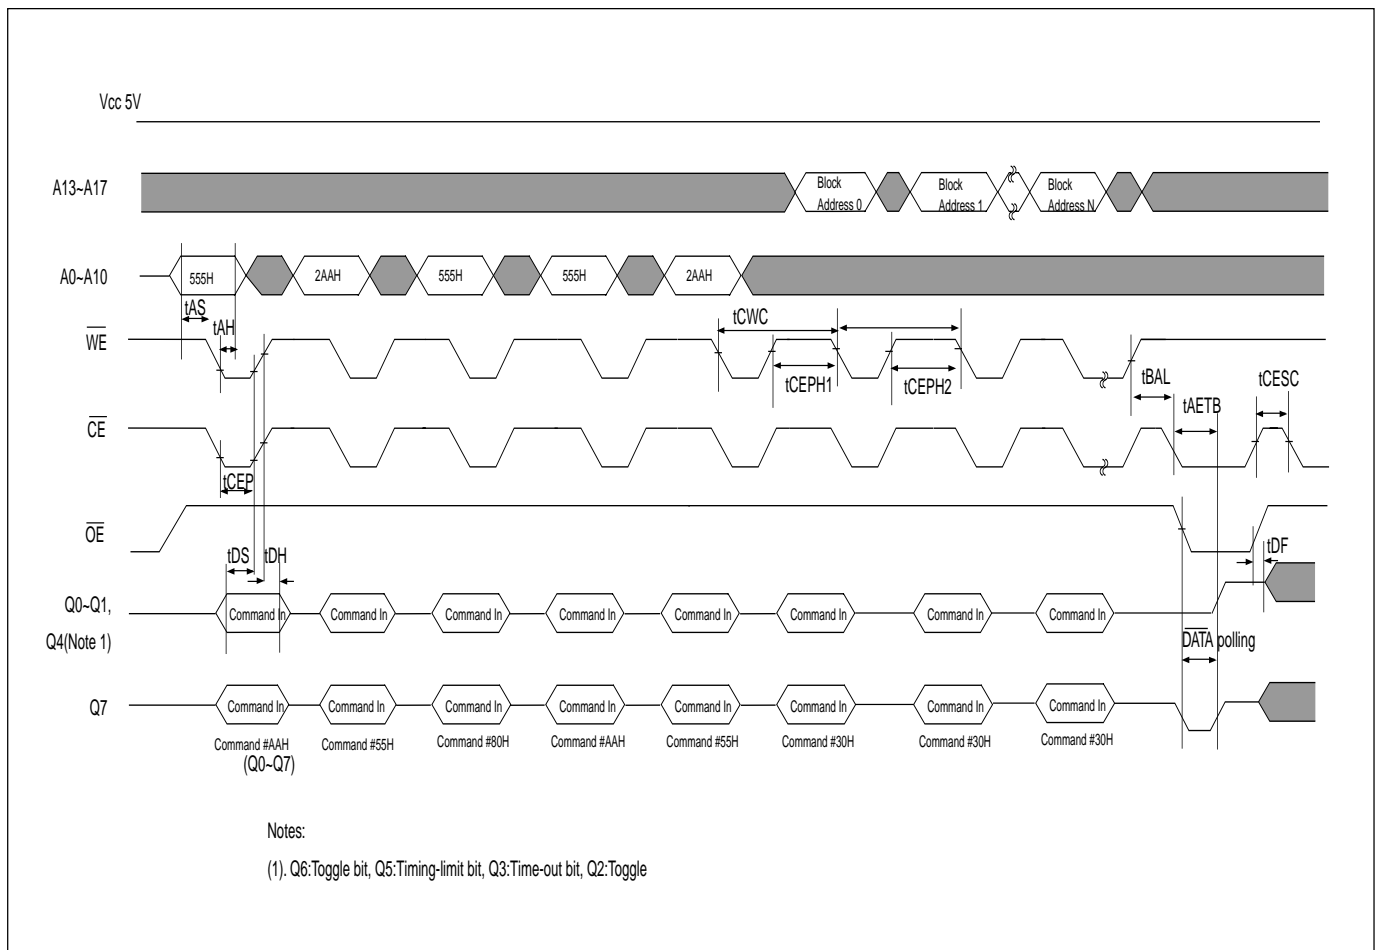 Vcc 5V
A13~A17
Block
Address 0
Block
Address 1
Block
Address N
A0~A10
555H
2AAH
555H
555H
2AAH
tAS
tAH
tCWC
WE
tCEPH1
tCEPH2
tBAL
tAETB
tCESC
CE
tCEP
OE
tDS
tDH
tDF
Q0~Q1,
Q4(Note 1)
Command In
Command In
Command In
Command In
Command In
Command In
Command In
Command In
DATA polling
Q7
Command In
Command In
Command In
Command In
Command In
Command In
Command In
Command In
Command #AAH
Command #55H
Command #80H
Command #AAH
Command #55H
Command #30H
Command #30H
Command #30H
(Q0~Q7)
Notes:
(1). Q6:Toggle bit, Q5:Timing-limit bit, Q3:Time-out bit, Q2:Toggle